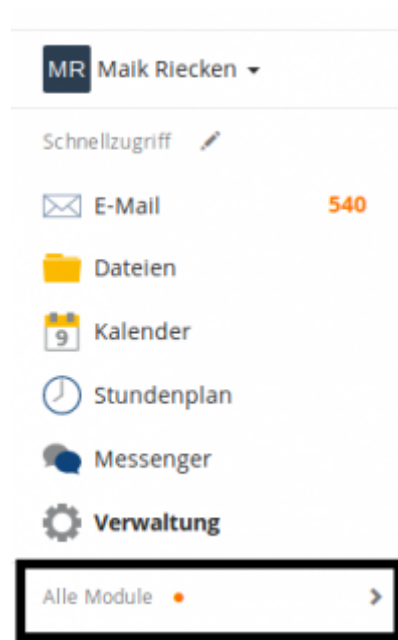 MR Maik Riecken
Schnellzugriff
E-Mail 540
Dateien
9 Kalender
Stundenplan
Messenger
Verwaltung
Alle Module